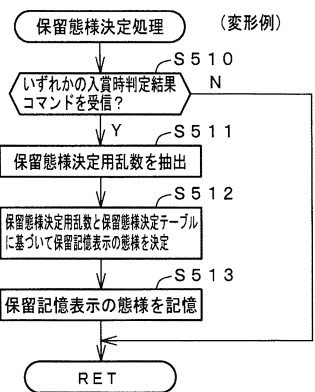 保留態様決定処理
(変形例)
S510
いずれかの入賞時判定結果
コマンドを受信?
N
Y
S511
保留態様決定用乱数を抽出
S512
保留態様決定用乱数と保留態様決定テーブル
に基づいて保留記憶表示の態様を決定
S513
保留記憶表示の態様を記憶
RET